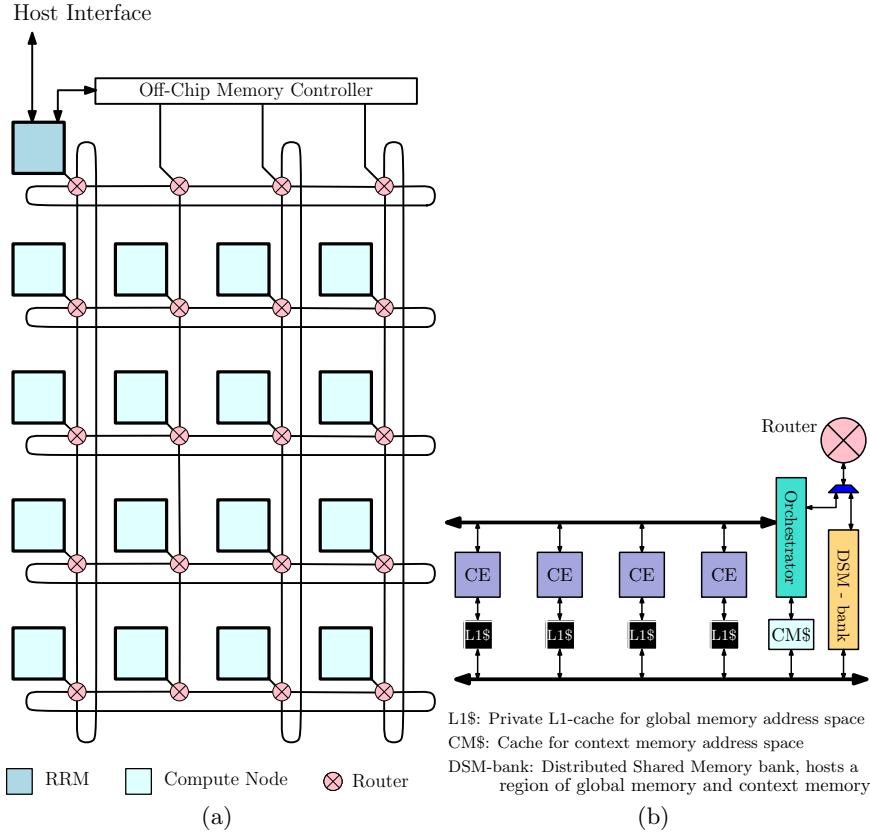 Host Interface
Off-Chip Memory Controller
RRM
Compute Node
Router
(a)
Router
Orchestrator
DSM - bank
CE
CE
CE
CE
L1$
L1$
L1$
L1$
CM$
L1$: Private L1-cache for global memory address space
CM$: Cache for context memory address space
DSM-bank: Distributed Shared Memory bank, hosts a
region of global memory and context memory
(b)